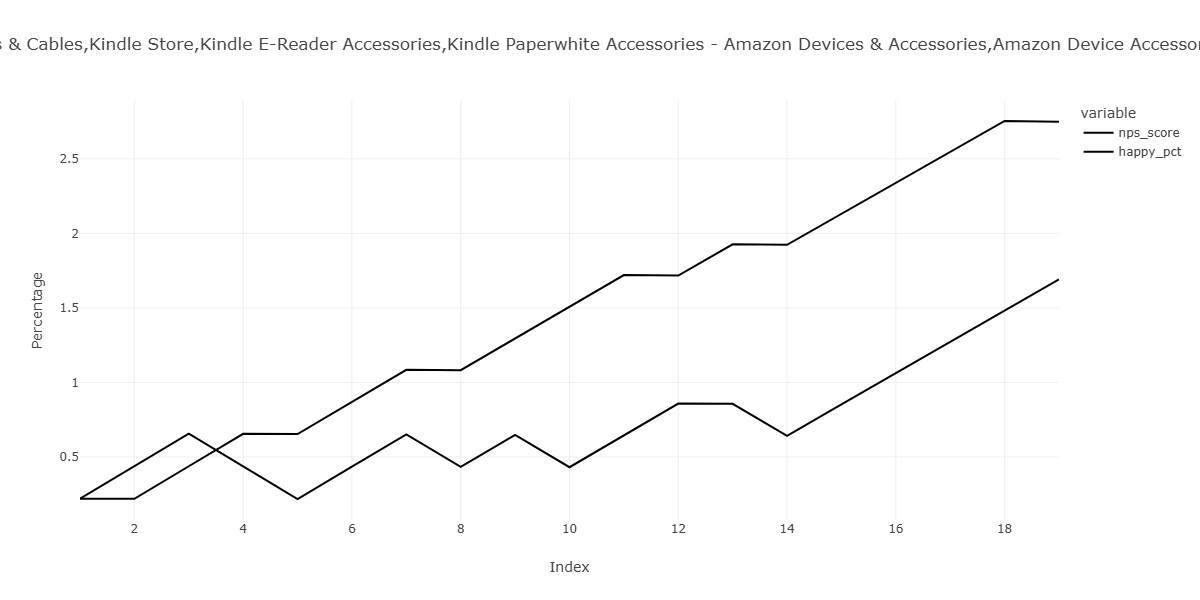 & Cables,Kindle Store,Kindle E-Reader Accessories,Kindle Paperwhite Accessories - Amazon Devices & Accessories,Amazon Device
variable
nps_score
happy_pct
2.5
2
1.5
1
0.5
Percentage
2 4 6 8 10 12 14 16 18
Index